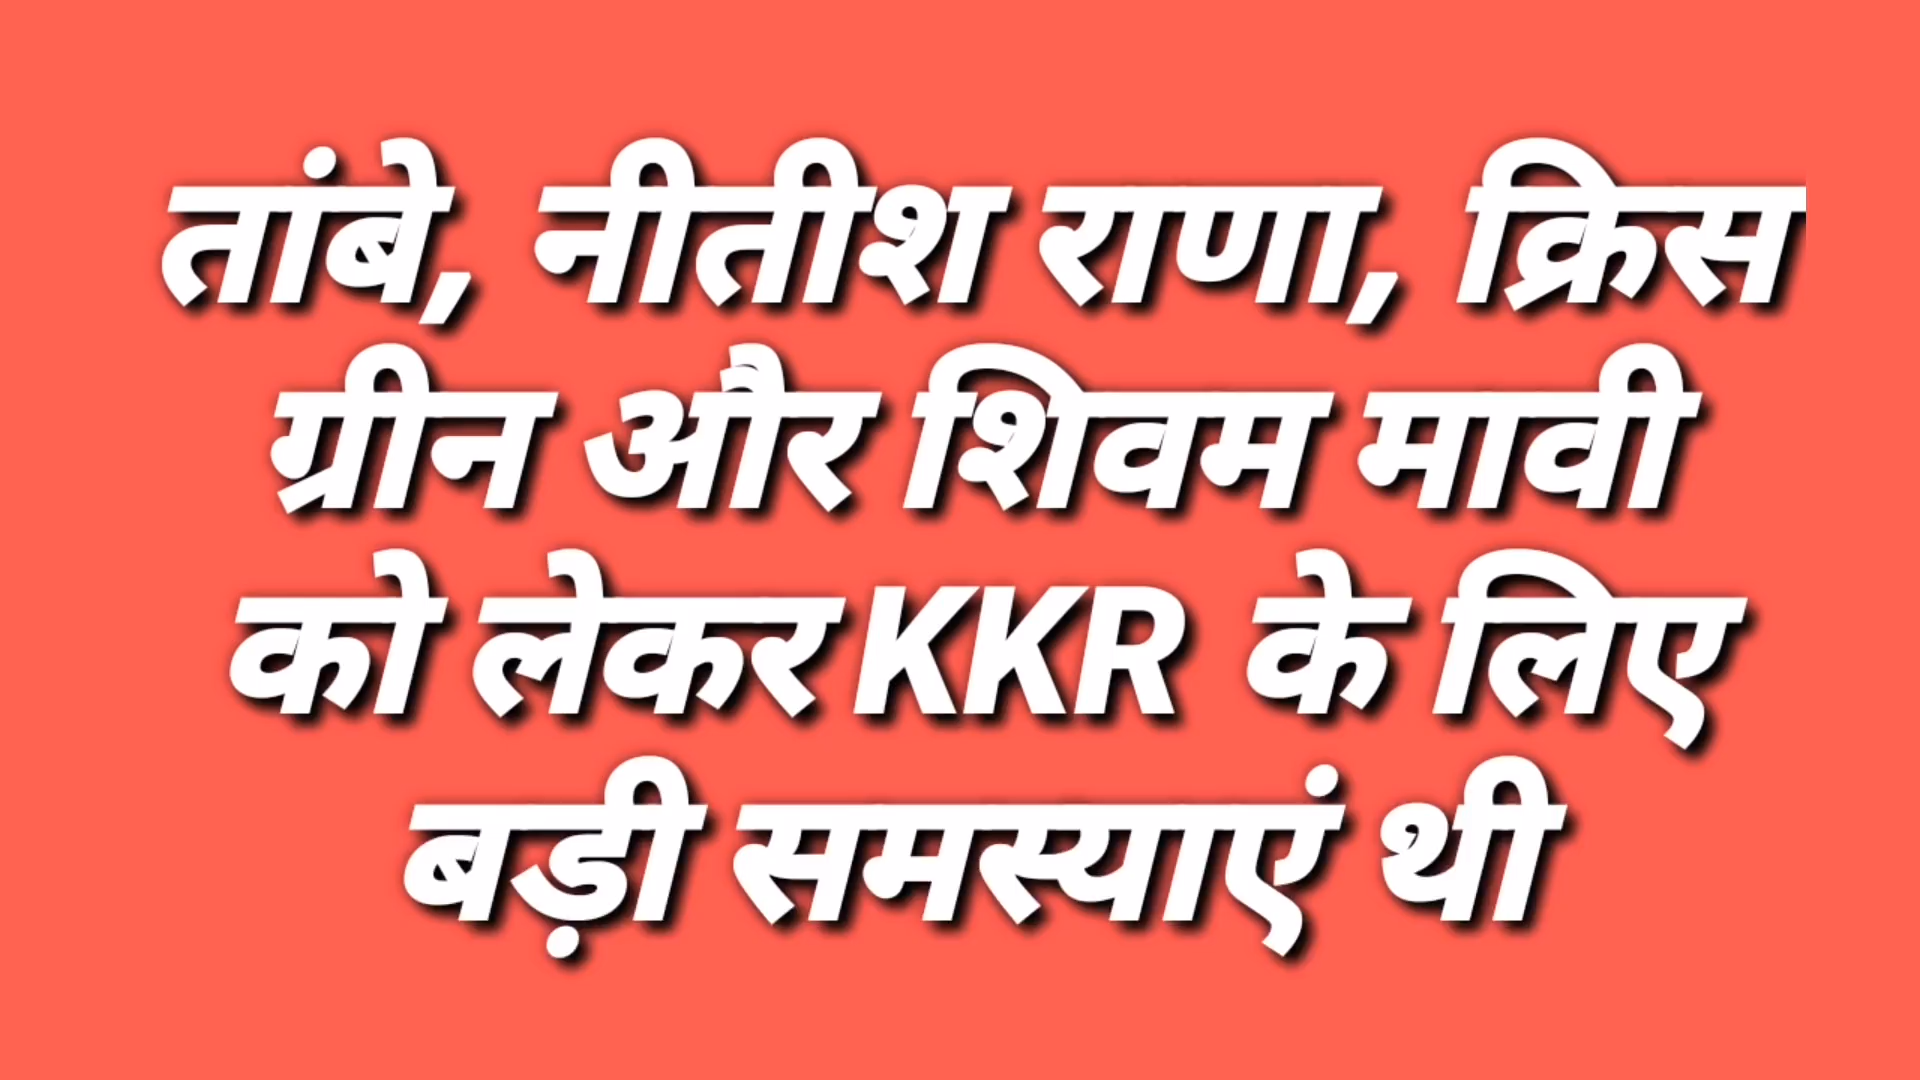 तांबे, नीतीश राणा, क्रिस
ग्रीन और शिवम मावी
को लेकर KKR के लिए
बड़ी समस्याएं थी